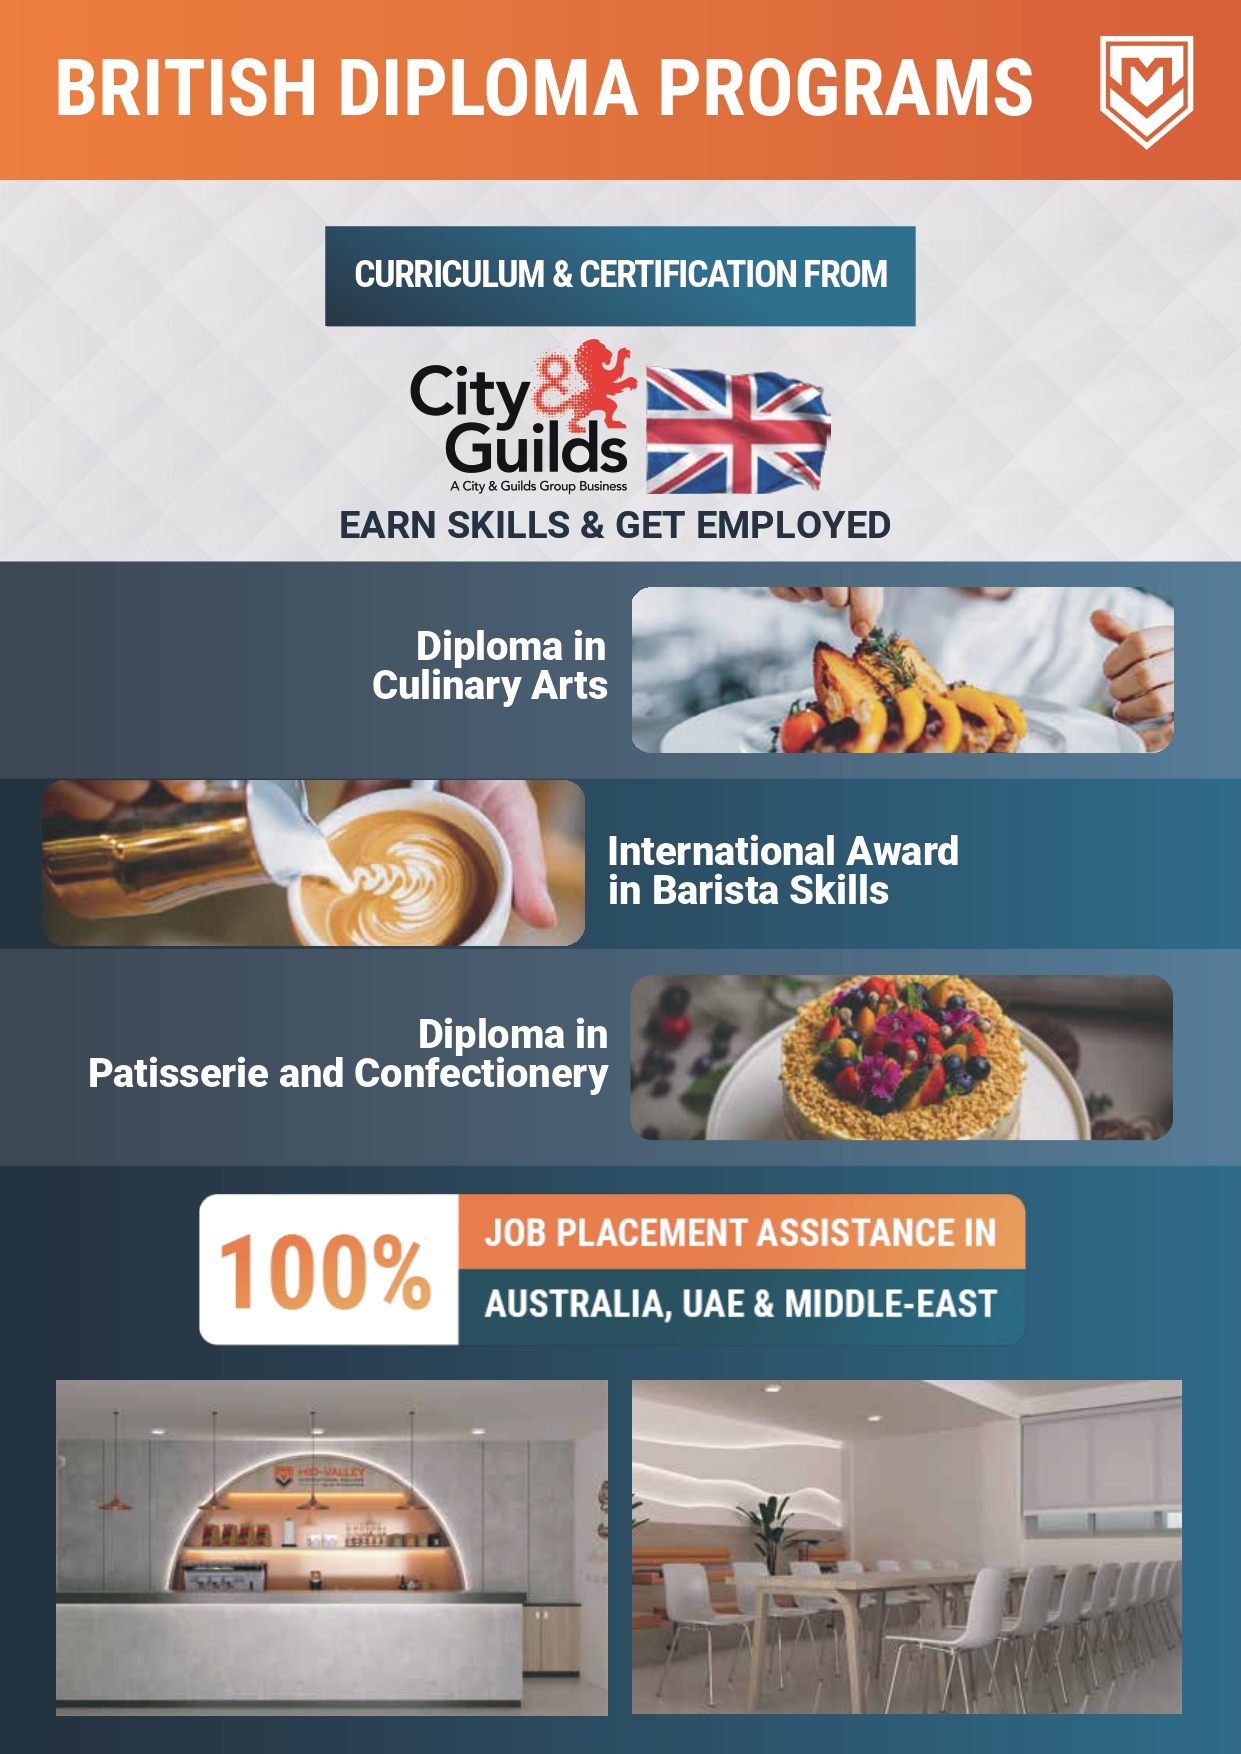 BRITISH DIPLOMA PROGRAMS
CURRICULUM & CERTIFICATION FROM
City &
Guilds
A City & Guilds Group Business
EARN SKILLS & GET EMPLOYED
Diploma in
Culinary Arts
International Award
in Barista Skills
Diploma in
Patisserie and Confectionery
100%
JOB PLACEMENT ASSISTANCE IN
AUSTRALIA, UAE & MIDDLE-EAST
MID-VALLEY